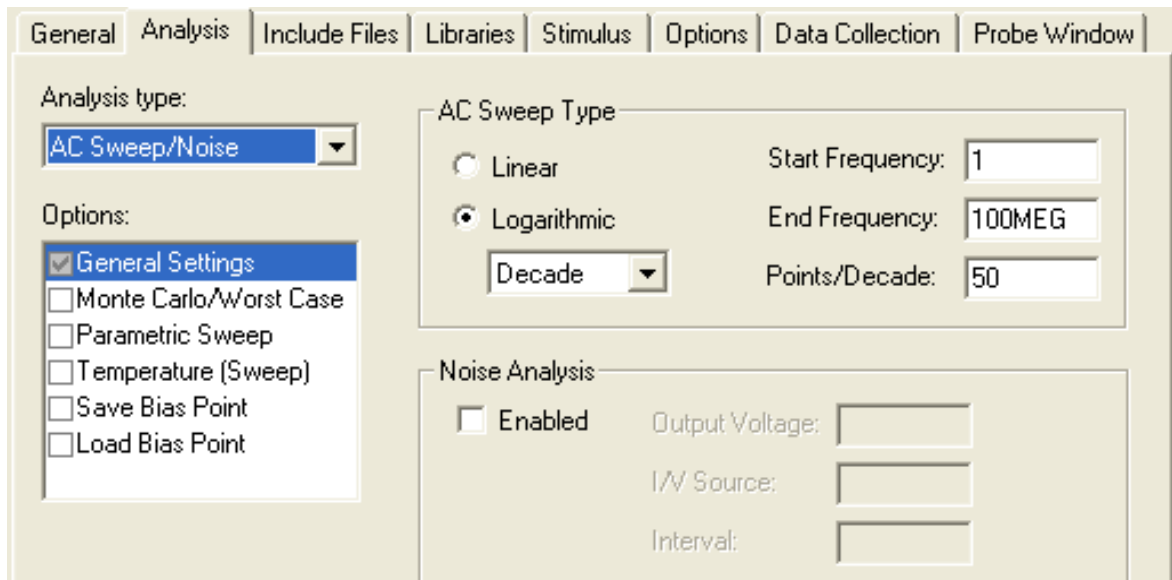 General Analysis Include Files Libraries Stimulus Options Data Collection Probe Window
Analysis type:
AC Sweep/Noise
Options:
General Settings
Monte Carlo/Worst Case
Parametric Sweep
Temperature (Sweep)
Save Bias Point
Load Bias Point
AC Sweep Type
Linear
Logarithmic
Decade
Start Frequency: 1
End Frequency: 100MEG
Points/Decade: 50
Noise Analysis
Enabled
Output Voltage:
I/V Source:
Interval: